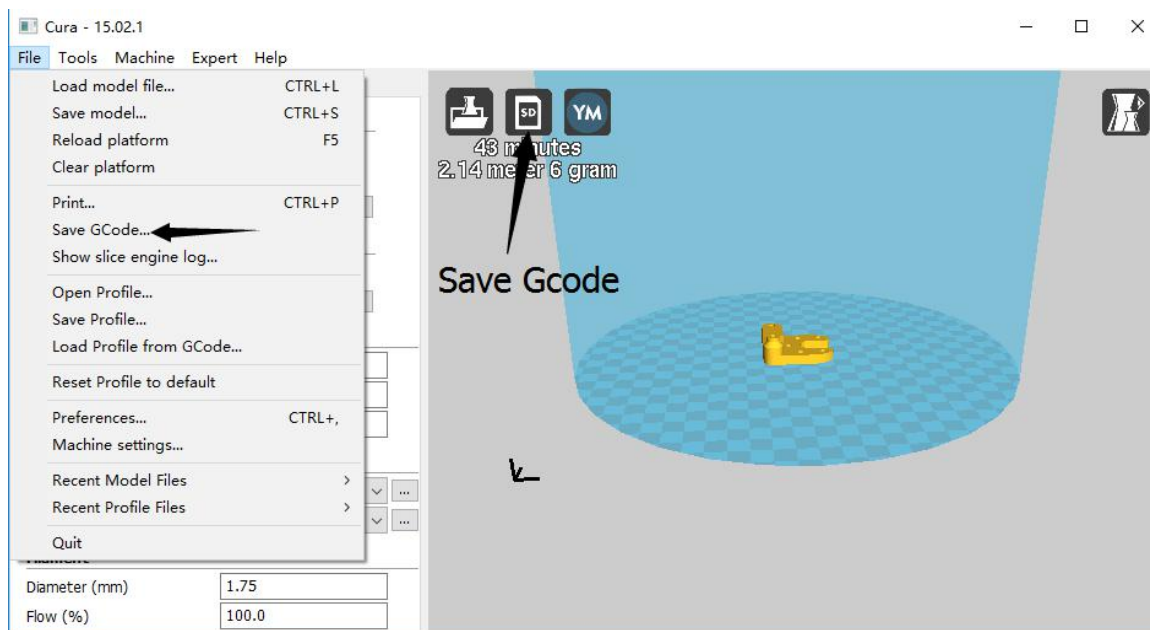 Cura - 15.02.1
File Tools Machine Expert Help
Load model file... CTRL+L
Save model... CTRL+S
Reload platform F5
Clear platform
Print... CTRL+P
Save GCode...
Show slice engine log...
Open Profile...
Save Profile...
Load Profile from GCode...
Reset Profile to default
Preferences... CTRL+,
Machine settings...
Recent Model Files >
Recent Profile Files >
Quit
Filament
Diameter (mm) 1.75
Flow (%) 100.0
SD
YM
43 minutes
2.14 meter 6 gram
Save Gcode